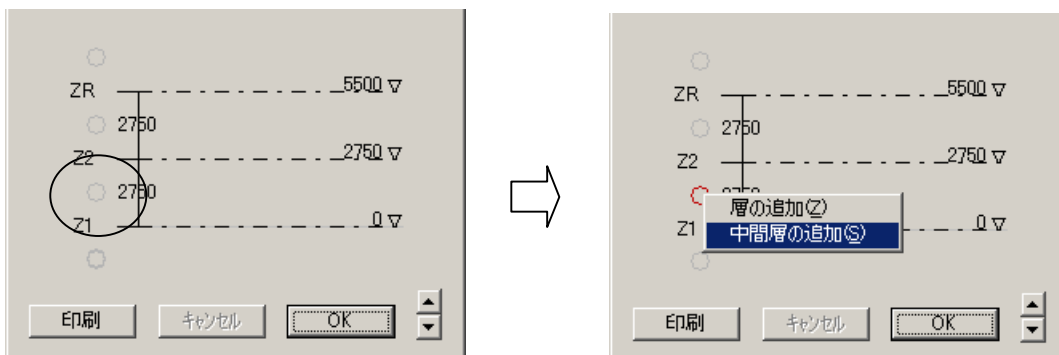 ZR 5500 ▽
2750
Z2 2750 ▽
2750
Z1 0 ▽
印刷 キャンセル OK
ZR 5500 ▽
2750
Z2 2750 ▽
2750
層の追加(Z)
Z1 中間層の追加(S) 0 ▽
印刷 キャンセル OK